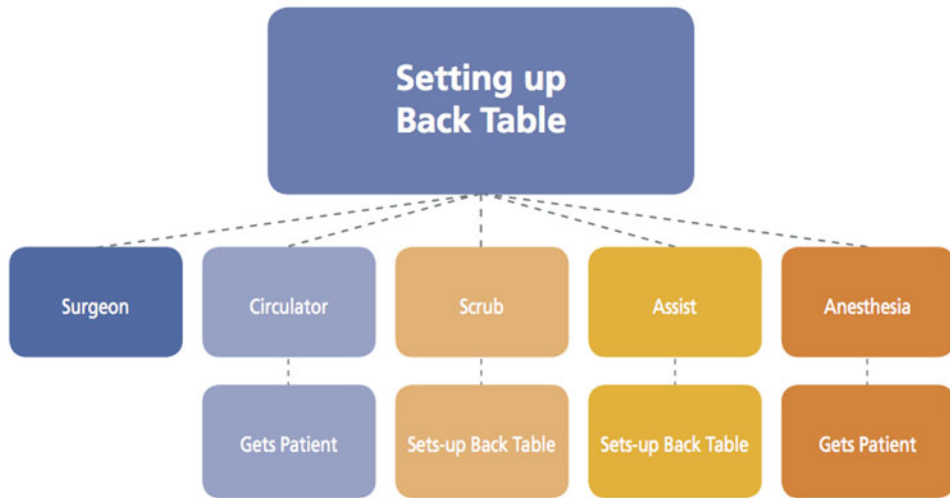 Setting up
Back Table
Surgeon
Circulator
Scrub
Assist
Anesthesia
Gets Patient
Sets-up Back Table
Sets-up Back Table
Gets Patient